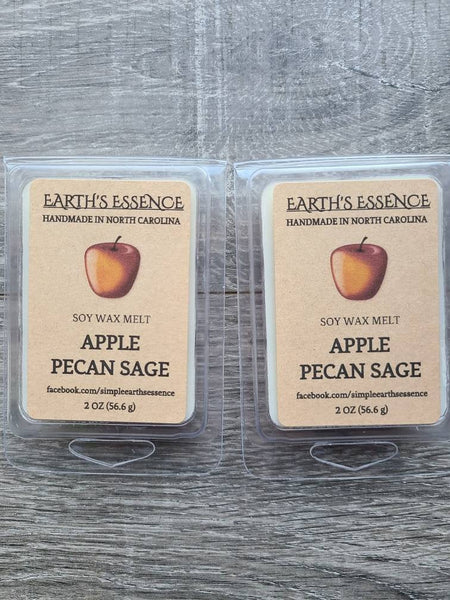 EARTH'S ESSENCE
HANDMADE IN NORTH CAROLINA
SOY WAX MELT
APPLE
PECAN SAGE
facebook.com/simpleearthsessence
2 OZ (56.6 g)
EARTH'S ESSENCE
HANDMADE IN NORTH CAROLINA
SOY WAX MELT
APPLE
PECAN SAGE
facebook.com/simpleearthsessence
2 OZ (56.6 g)